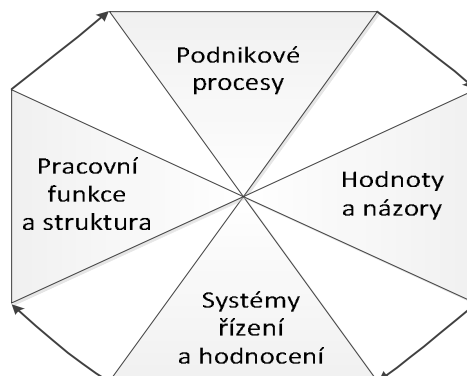 Podnikové
procesy
Pracovní
funkce
a struktura
Hodnoty
a názory
Systémy
řízení
a hodnocení